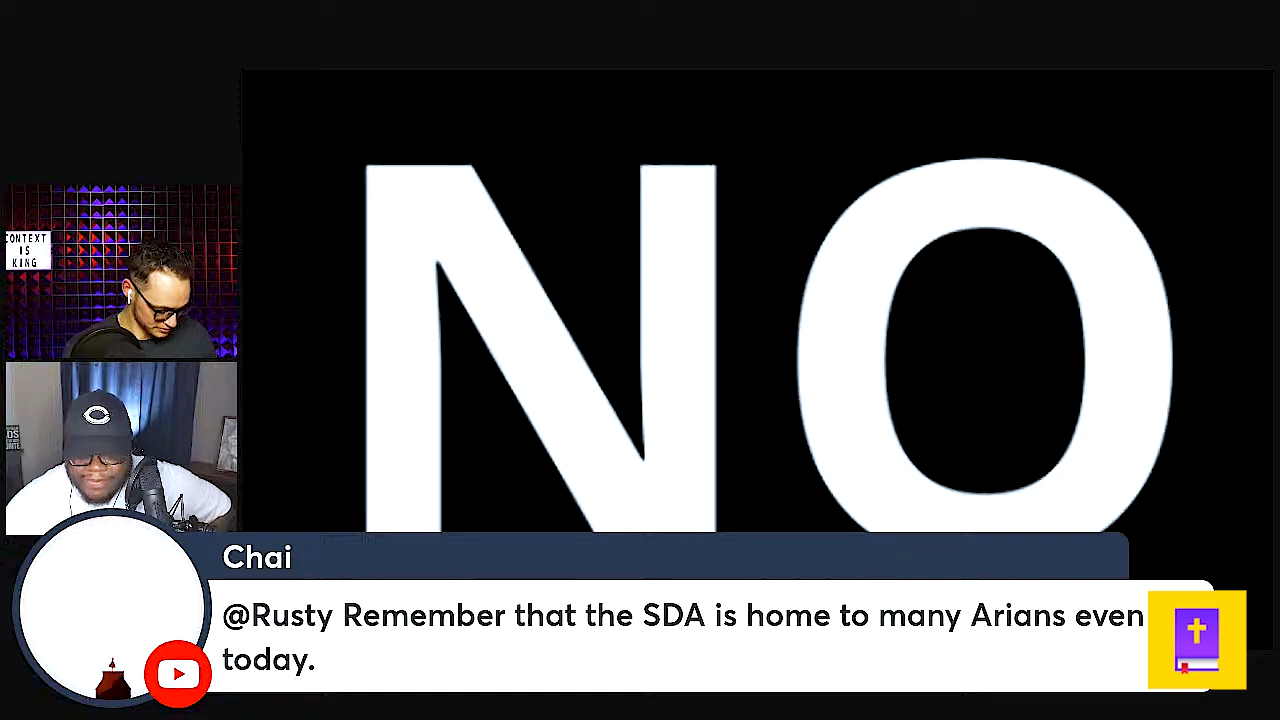 NO
CONTEXT
IS
KING
Chai
@Rusty Remember that the SDA is home to many Arians even
today.